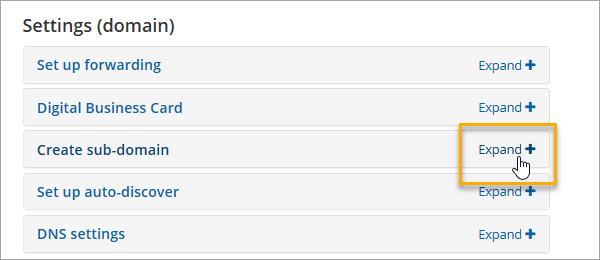 Settings (domain)
Set up forwarding Expand +
Digital Business Card Expand +
Create sub-domain Expand +
Set up auto-discover Expand +
DNS settings Expand +